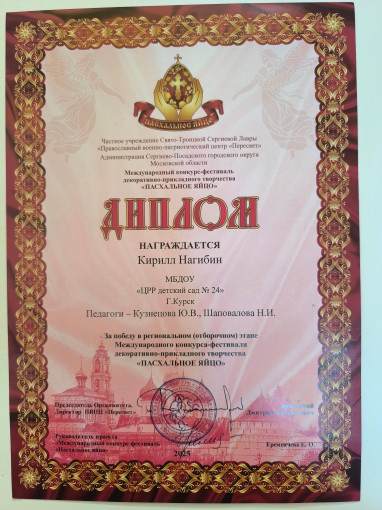 ПАСХАЛЬНОЕ ЯЙЦО
Частное учреждение Свято-Троицкой Сергиевой Лавры
«Православный военно-патриотический центр «Пересвет»
Администрация Сергиево-Посадского городского округа
Московской области
Международный конкурс-фестиваль
декоративно-прикладного творчества
«ПАСХАЛЬНОЕ ЯЙЦО»
ДИПЛОМ
НАГРАЖДАЕТСЯ
Кирилл Нагибин
МБДОУ
«ЦРР детский сад № 24»
Г.Курск
Педагоги – Кузнецова Ю.В., Шаповалова Н.И.
За победу в региональном (отборочном) этапе
Международного конкурса-фестиваля
декоративно-прикладного творчества
«ПАСХАЛЬНОЕ ЯЙЦО»
Председатель Оргкомитета,
Директор ПВПЦ «Пересвет»
Руководитель проекта
«Международный конкурс-фестиваль
«Пасхальное яйцо»
Еремичева Е. О.
2025